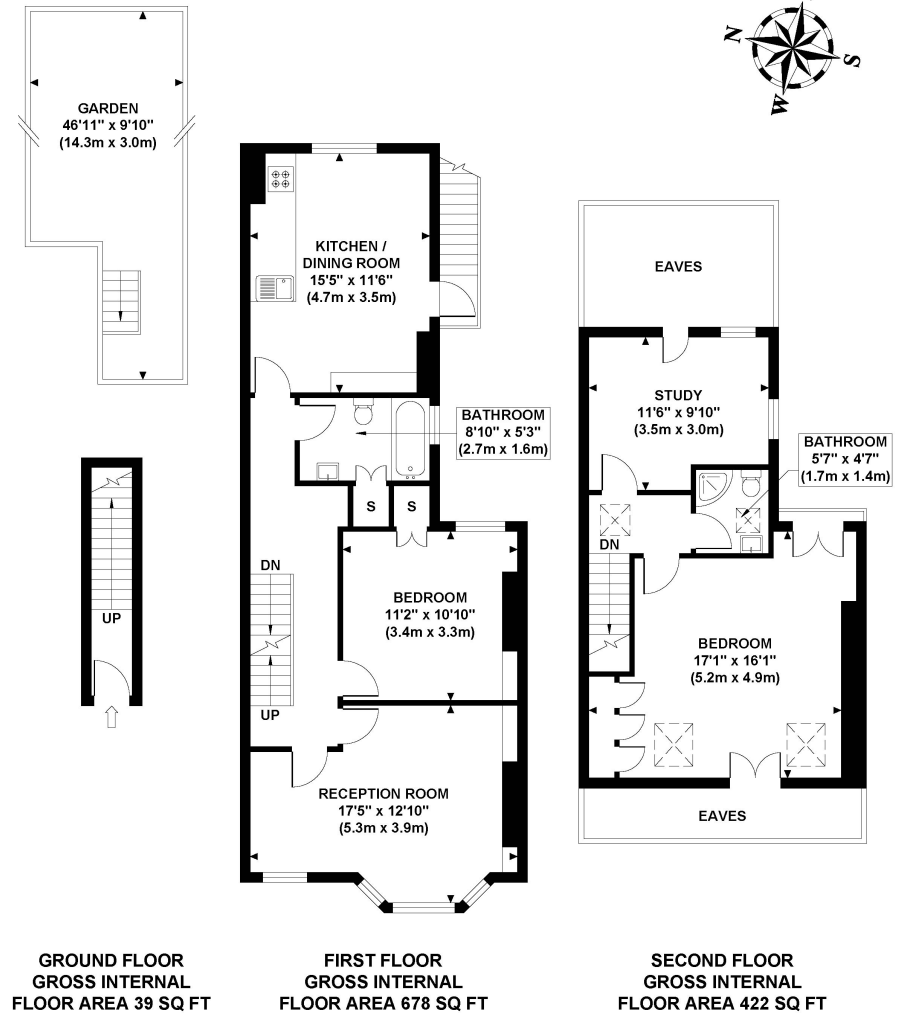 N
S
W
GARDEN
46'11" x 9'10"
(14.3m x 3.0m)
UP
GROUND FLOOR
GROSS INTERNAL
FLOOR AREA 39 SQ FT
KITCHEN /
DINING ROOM
15'5" x 11'6"
(4.7m x 3.5m)
BATHROOM
8'10" x 5'3"
(2.7m x 1.6m)
S
S
DN
BEDROOM
11'2" x 10'10"
(3.4m x 3.3m)
UP
RECEPTION ROOM
17'5" x 12'10"
(5.3m x 3.9m)
FIRST FLOOR
GROSS INTERNAL
FLOOR AREA 678 SQ FT
EAVES
STUDY
11'6" x 9'10"
(3.5m x 3.0m)
BATHROOM
5'7" x 4'7"
(1.7m x 1.4m)
DN
BEDROOM
17'1" x 16'1"
(5.2m x 4.9m)
EAVES
SECOND FLOOR
GROSS INTERNAL
FLOOR AREA 422 SQ FT